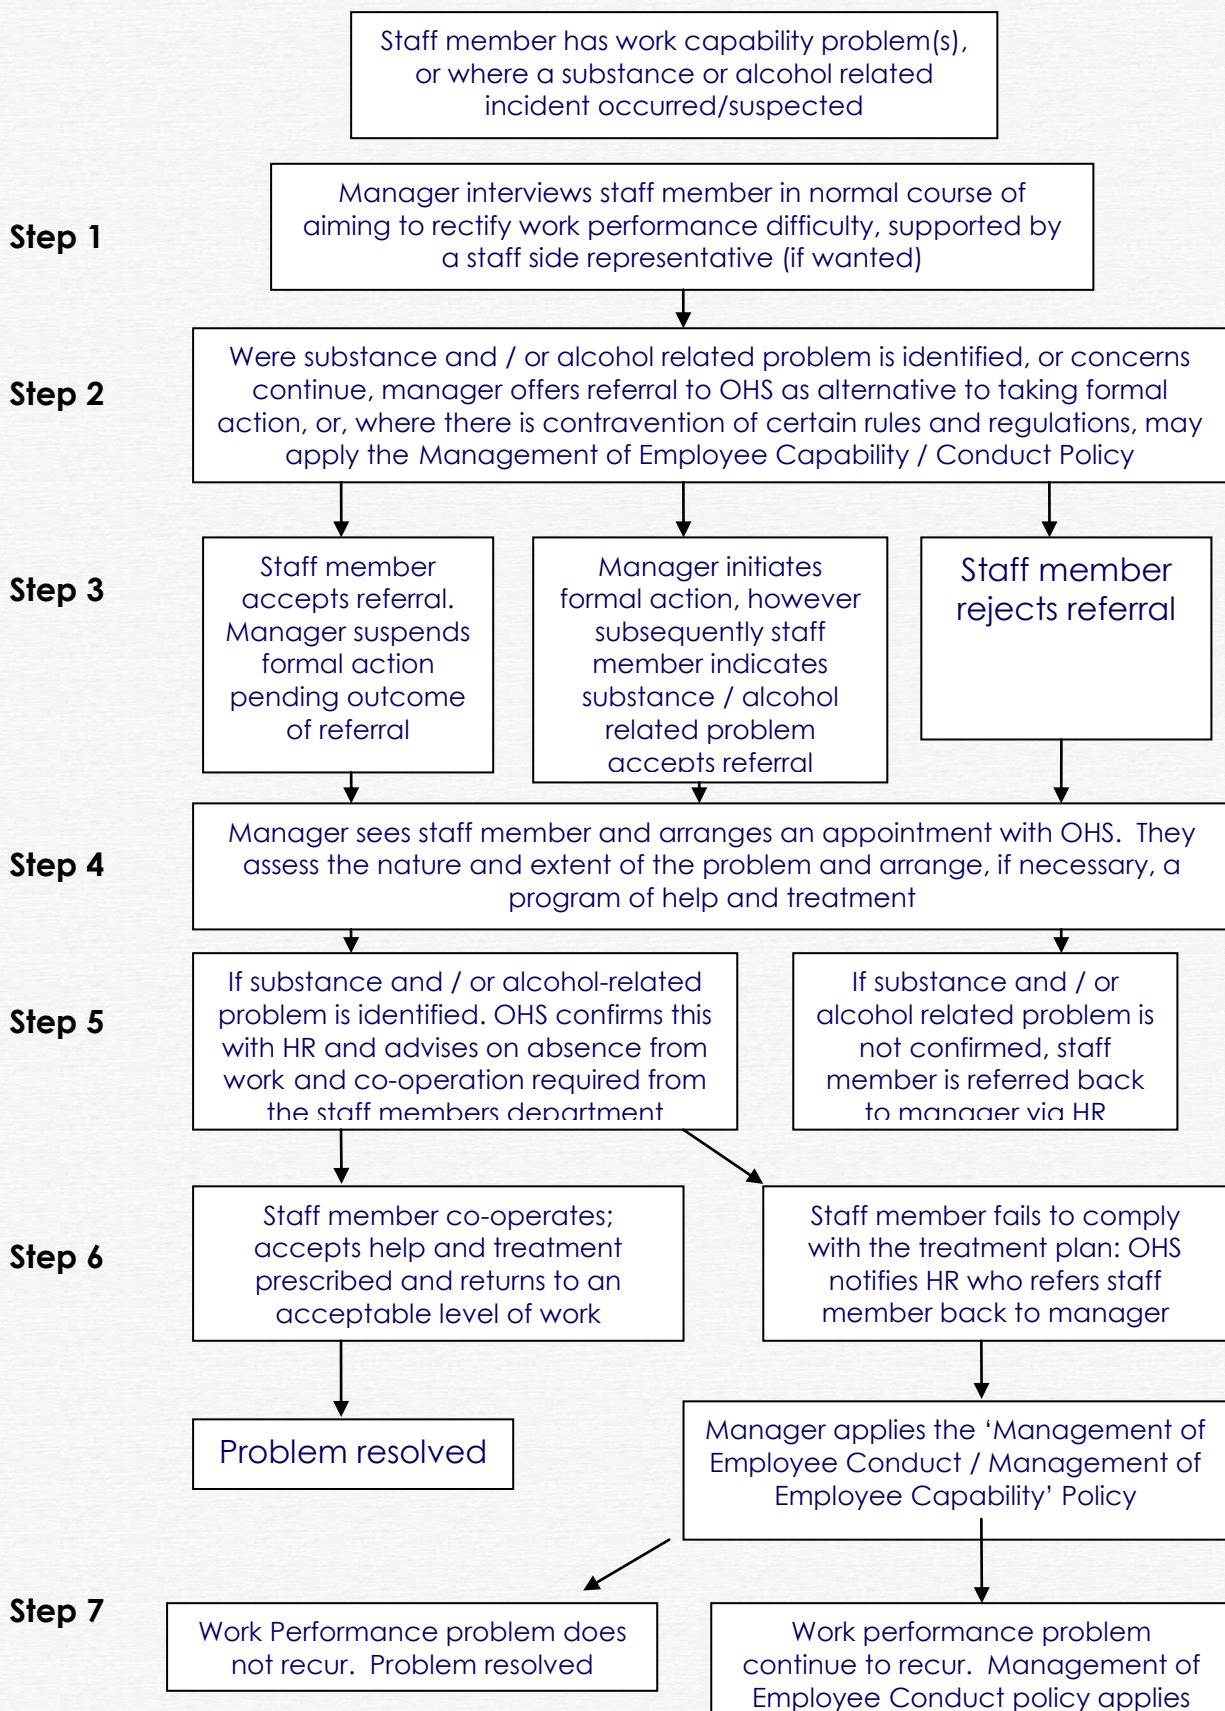 Staff member has work capability problem(s),
or where a substance or alcohol related
incident occurred/suspected
Step 1
Manager interviews staff member in normal course of
aiming to rectify work performance difficulty, supported by
a staff side representative (if wanted)
Step 2
Were substance and / or alcohol related problem is identified, or concerns
continue, manager offers referral to OHS as alternative to taking formal
action, or, where there is contravention of certain rules and regulations, may
apply the Management of Employee Capability / Conduct Policy
Step 3
Staff member
accepts referral.
Manager suspends
formal action
pending outcome
of referral
Manager initiates
formal action, however
subsequently staff
member indicates
substance / alcohol
related problem
accepts referral
Staff member
rejects referral
Step 4
Manager sees staff member and arranges an appointment with OHS.  They
assess the nature and extent of the problem and arrange, if necessary, a
program of help and treatment
Step 5
If substance and / or alcohol-related
problem is identified. OHS confirms this
with HR and advises on absence from
work and co-operation required from
the staff members department
If substance and / or
alcohol related problem is
not confirmed, staff
member is referred back
to manager via HR
Step 6
Staff member co-operates;
accepts help and treatment
prescribed and returns to an
acceptable level of work
Staff member fails to comply
with the treatment plan: OHS
notifies HR who refers staff
member back to manager
Problem resolved
Manager applies the ‘Management of
Employee Conduct / Management of
Employee Capability’ Policy
Step 7
Work Performance problem does
not recur.  Problem resolved
Work performance problem
continue to recur.  Management of
Employee Conduct policy applies